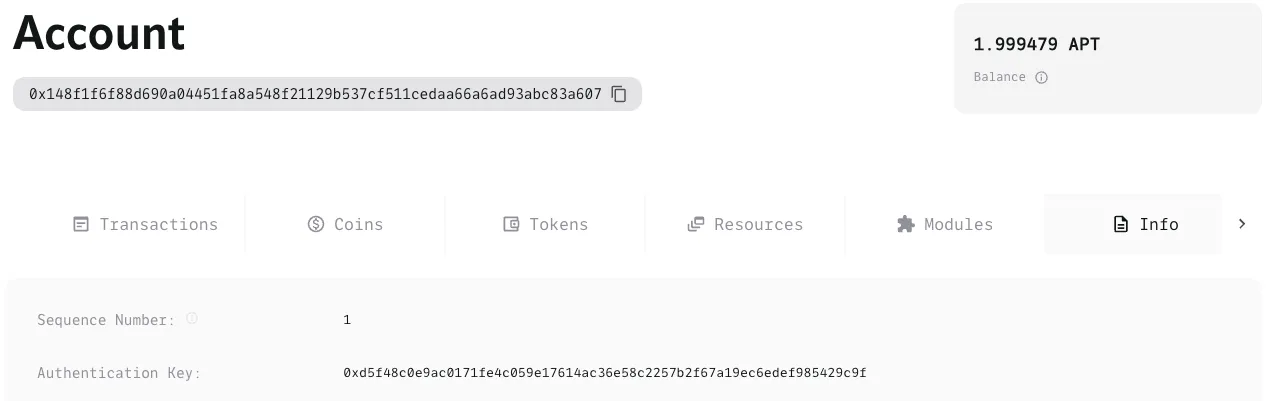 Account
1.999479 APT
Balance
0x148f1f6f88d690a04451fa8a548f21129b537cf511cedaa66a6ad93abc83a607
Transactions
Coins
Tokens
Resources
Modules
Info
Sequence Number: 1
Authentication Key: 0xd5f48c0e9ac0171fe4c059e17614ac36e58c2257b2f67a19ec6edef985429c9f